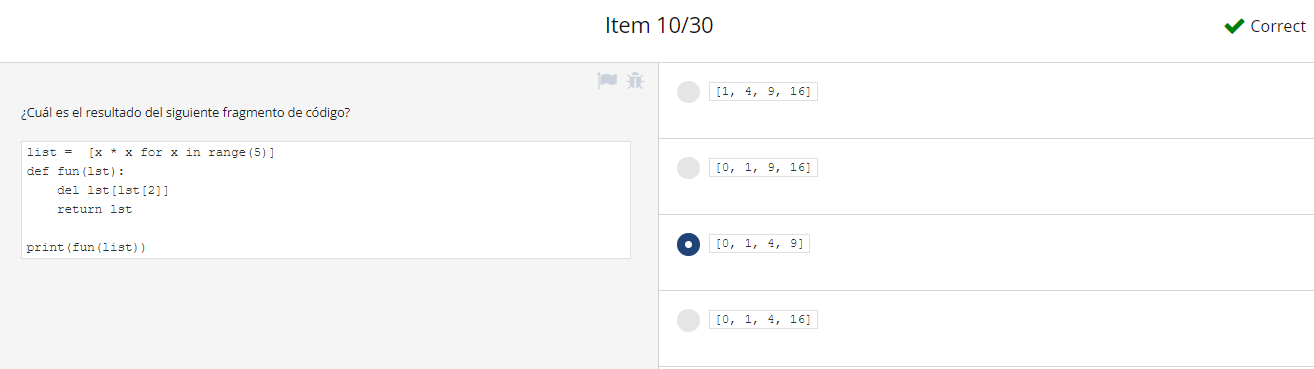 Item 10/30
Correct
¿Cuál es el resultado del siguiente fragmento de código?
list =  [x * x for x in range(5)]
def fun(lst):
    del lst[lst[2]]
    return lst
print(fun(list))
[1, 4, 9, 16]
[0, 1, 9, 16]
[0, 1, 4, 9]
[0, 1, 4, 16]